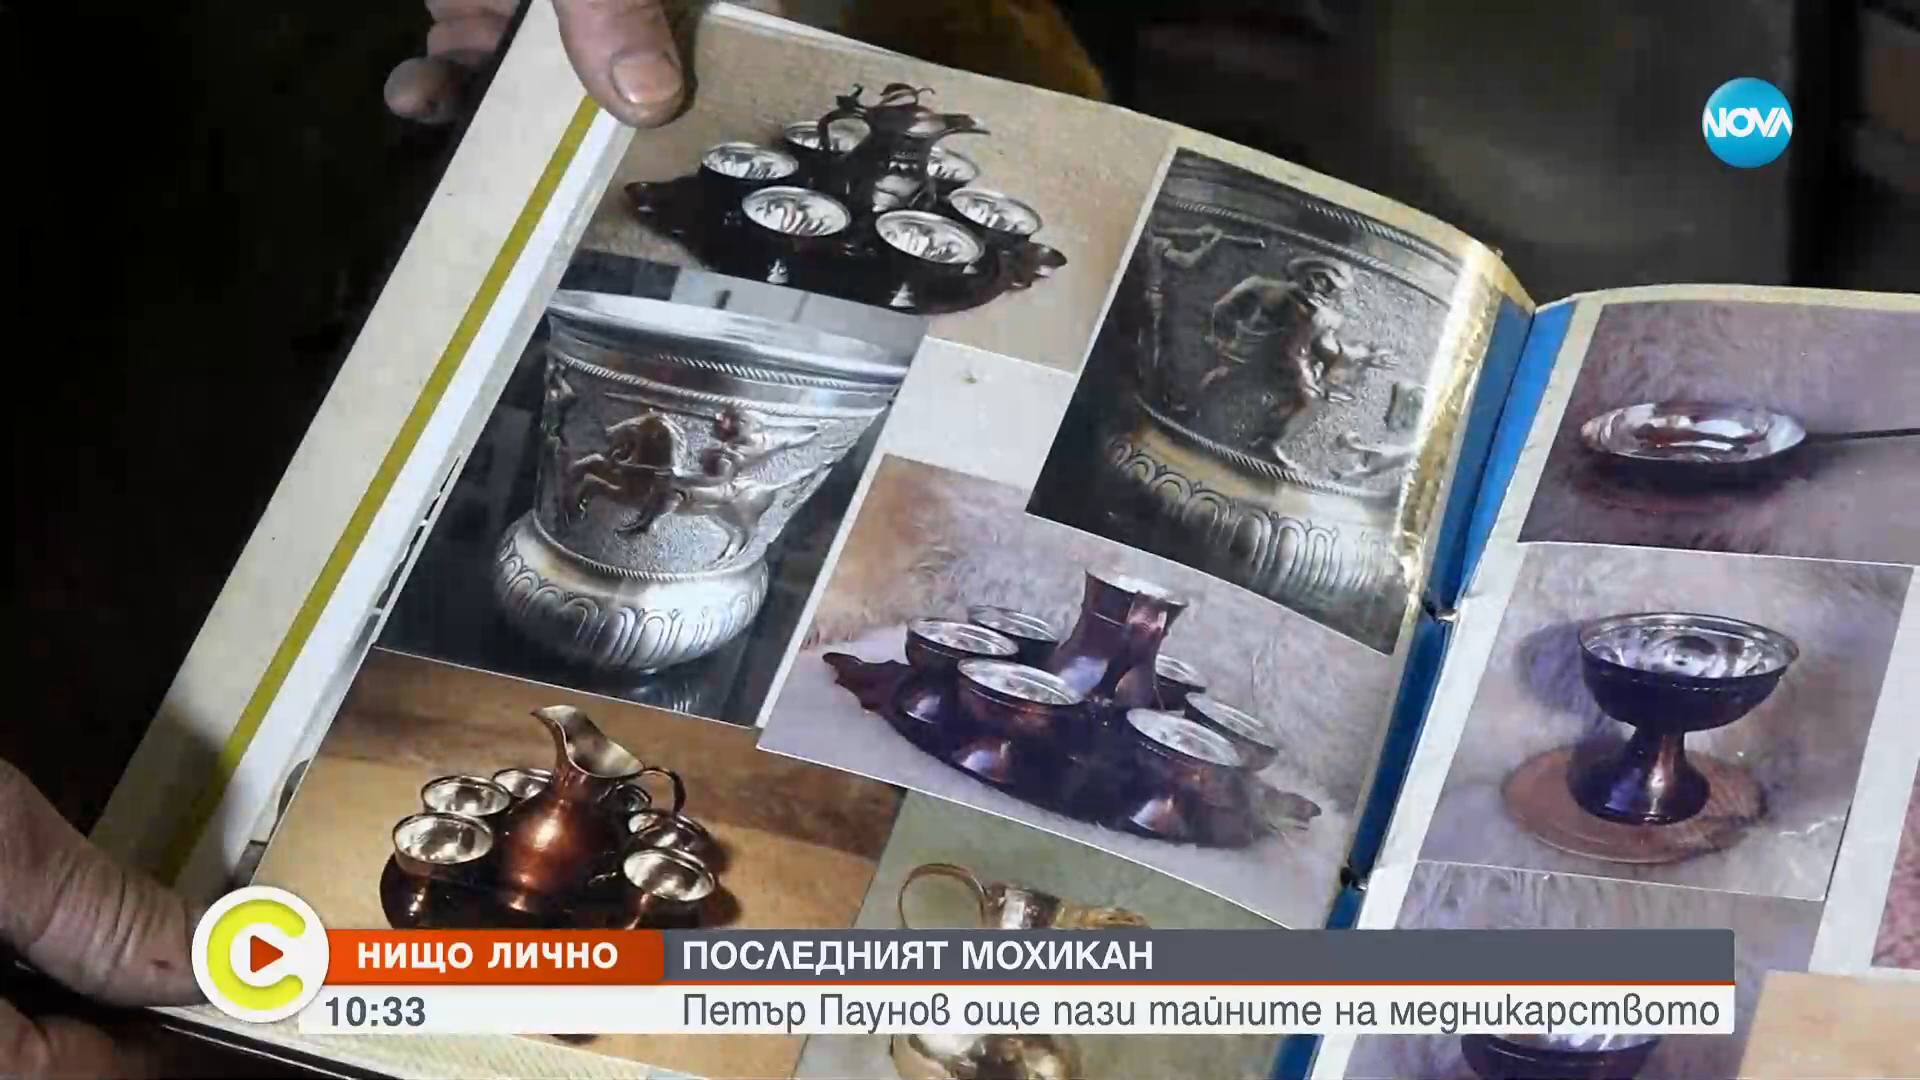 NOVA
НИЩО ЛИЧНО
ПОСЛЕДНИЯТ МОХИКАН
10:33
Петър Паунов още пази тайните на медникарството